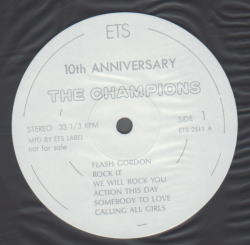 ETS
10th ANNIVERSARY
THE CHAMPIONS
STEREO 33 1/3 RPM
SIDE 1
MFD BY ETS LABEL
ETS 2511 A
not for sale
FLASH GORDON
ROCK IT
WE WILL ROCK YOU
ACTION THIS DAY
SOMEBODY TO LOVE
CALLING ALL GIRLS